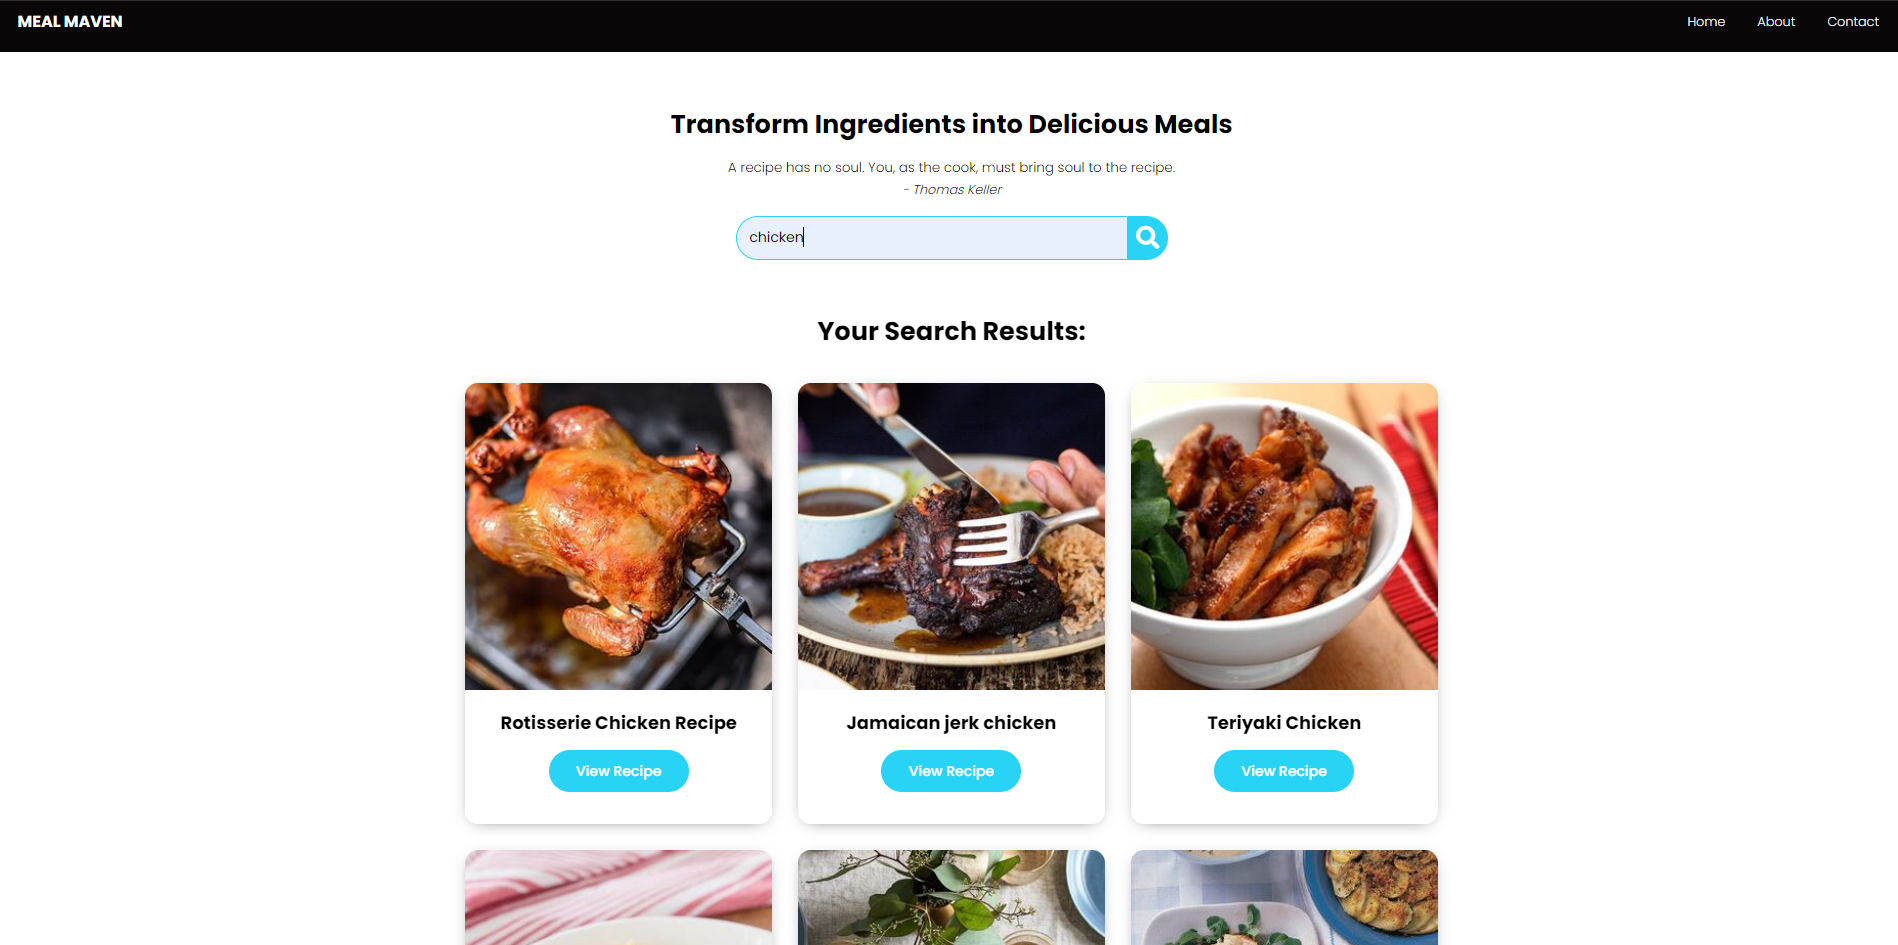 MEAL MAVEN
Home About Contact
Transform Ingredients into Delicious Meals
A recipe has no soul. You, as the cook, must bring soul to the recipe.
- Thomas Keller
chicken
Your Search Results:
Rotisserie Chicken Recipe
View Recipe
Jamaican jerk chicken
View Recipe
Teriyaki Chicken
View Recipe